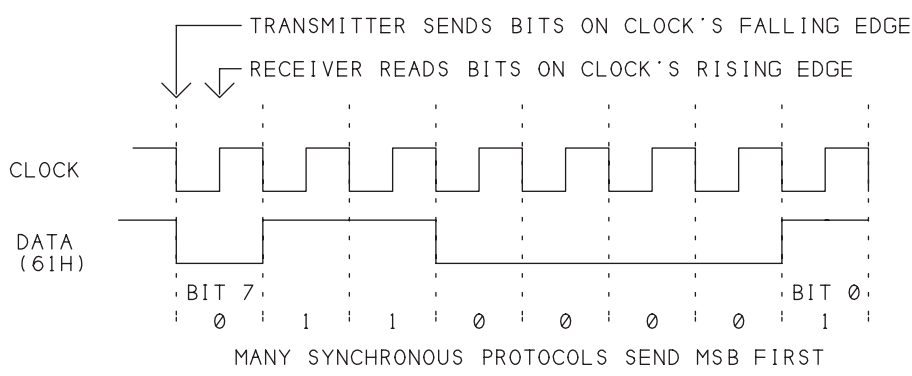 TRANSMITTER SENDS BITS ON CLOCK'S FALLING EDGE
RECEIVER READS BITS ON CLOCK'S RISING EDGE
CLOCK
DATA
(61H)
BIT 7 BIT 0
0 1 1 0 0 0 0 1
MANY SYNCHRONOUS PROTOCOLS SEND MSB FIRST